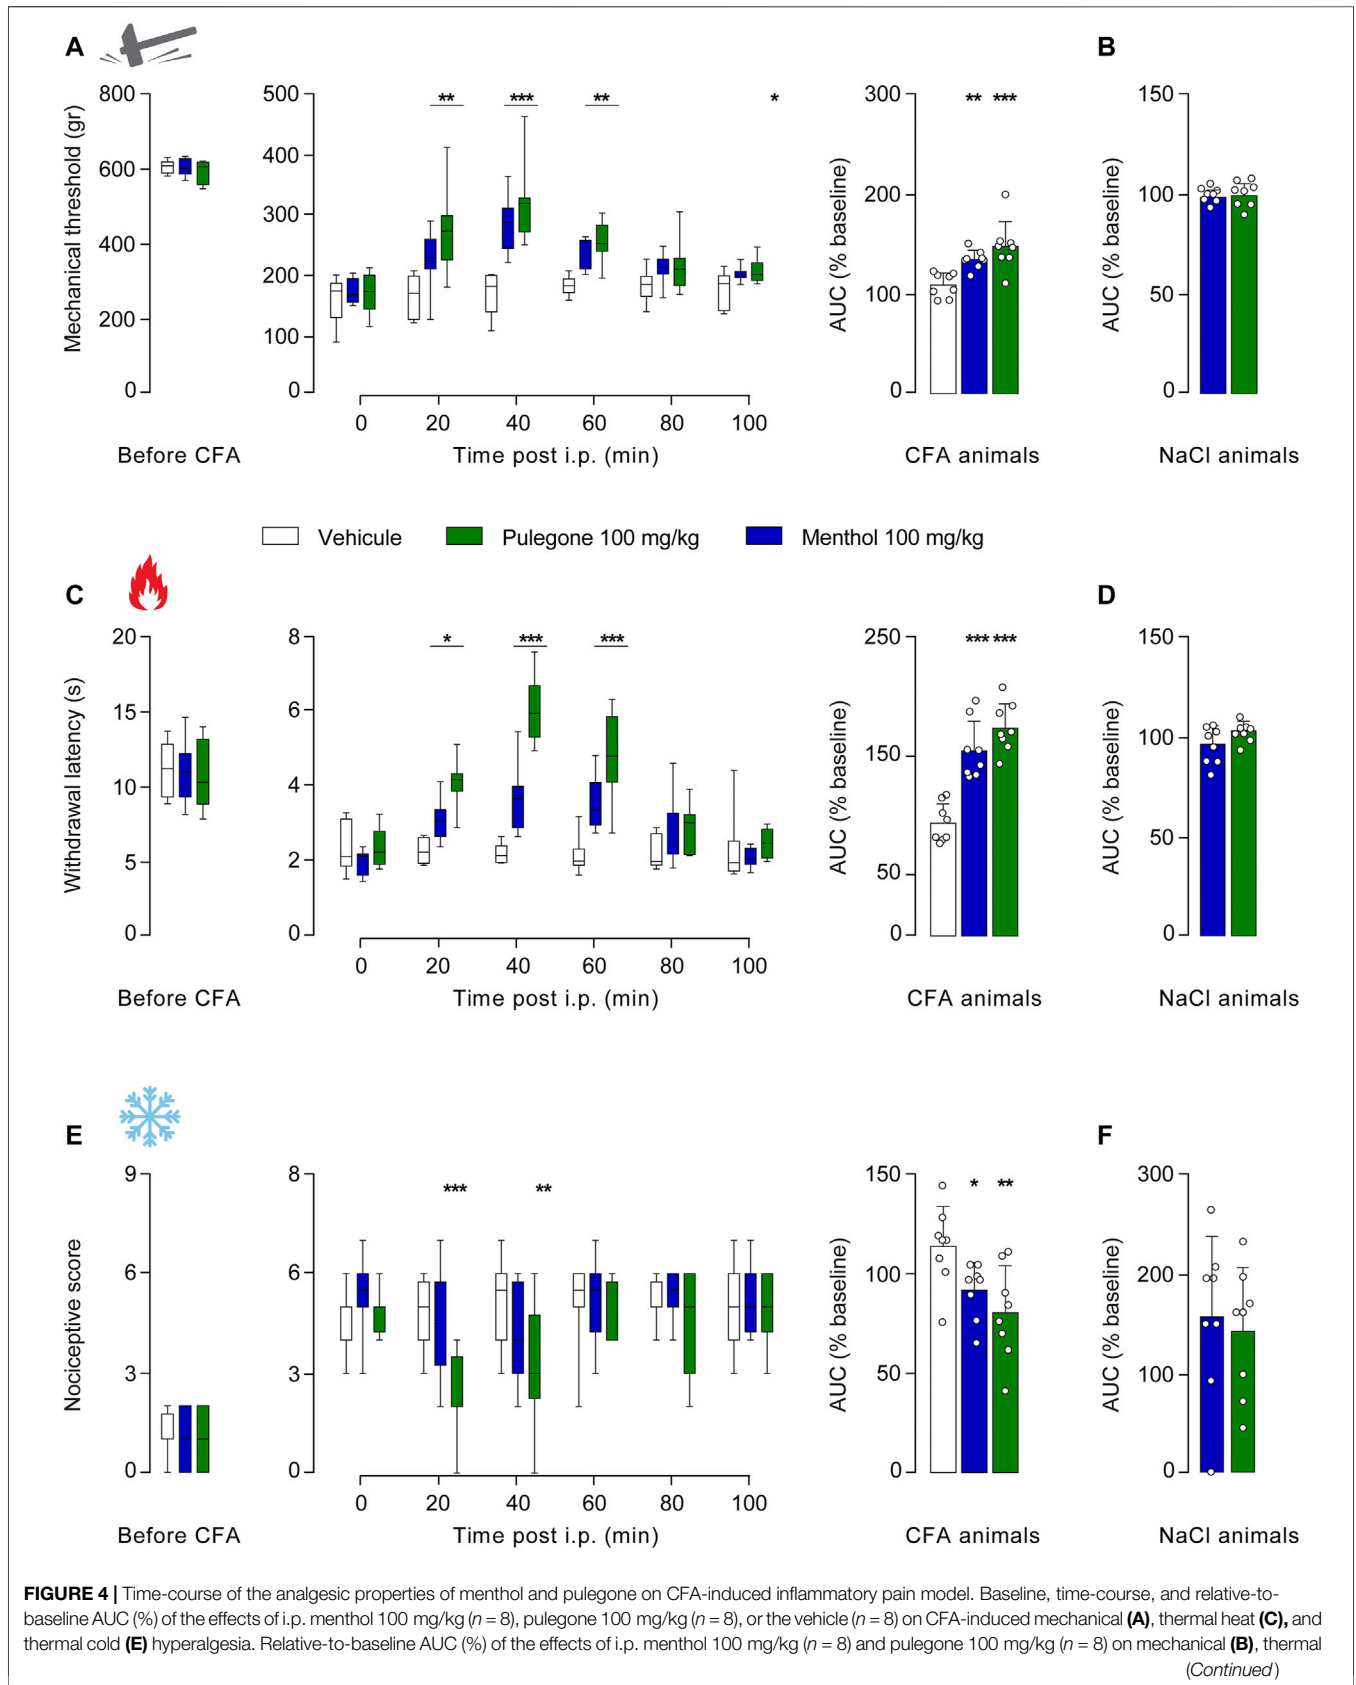 A
B
800
600
400
200
0
Mechanical threshold (gr)
Before CFA
500
400
300
200
100
0
** *** ** *
0 20 40 60 80 100
Time post i.p. (min)
300
200
100
0
AUC (% baseline)
** ***
CFA animals
150
100
50
0
AUC (% baseline)
NaCl animals
Vehicule Pulegone 100 mg/kg Menthol 100 mg/kg
C
D
20
15
10
5
0
Withdrawal latency (s)
Before CFA
8
6
4
2
0
* *** ***
0 20 40 60 80 100
Time post i.p. (min)
250
150
50
0
AUC (% baseline)
*** ***
CFA animals
150
100
50
0
AUC (% baseline)
NaCl animals
E
F
9
6
3
0
Nociceptive score
Before CFA
8
6
3
0
*** **
0 20 40 60 80 100
Time post i.p. (min)
150
100
50
0
AUC (% baseline)
* **
CFA animals
300
200
100
0
AUC (% baseline)
NaCl animals
FIGURE 4 | Time-course of the analgesic properties of menthol and pulegone on CFA-induced inflammatory pain model. Baseline, time-course, and relative-to-
baseline AUC (%) of the effects of i.p. menthol 100 mg/kg (n = 8), pulegone 100 mg/kg (n = 8), or the vehicle (n = 8) on CFA-induced mechanical (A), thermal heat (C), and
thermal cold (E) hyperalgesia. Relative-to-baseline AUC (%) of the effects of i.p. menthol 100 mg/kg (n = 8) and pulegone 100 mg/kg (n = 8) on mechanical (B), thermal
(Continued)